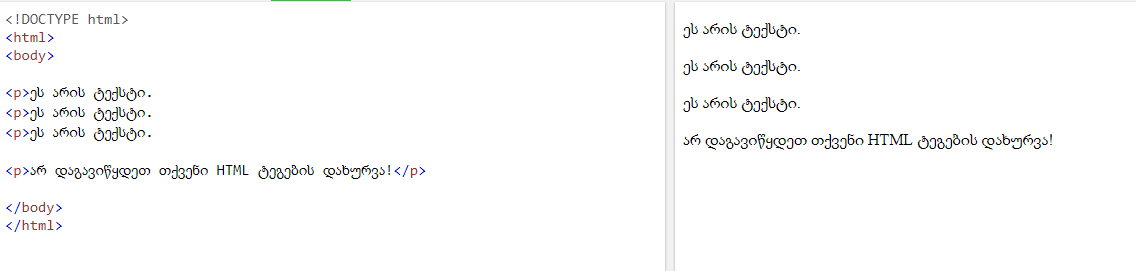 <!DOCTYPE html>
<html>
<body>
<p>ეს არის ტექსტი.
<p>ეს არის ტექსტი.
<p>ეს არის ტექსტი.
<p>არ დაგავიწყდეთ თქვენი HTML ტეგების დახურვა!</p>
</body>
</html>
ეს არის ტექსტი.
ეს არის ტექსტი.
ეს არის ტექსტი.
არ დაგავიწყდეთ თქვენი HTML ტეგების დახურვა!